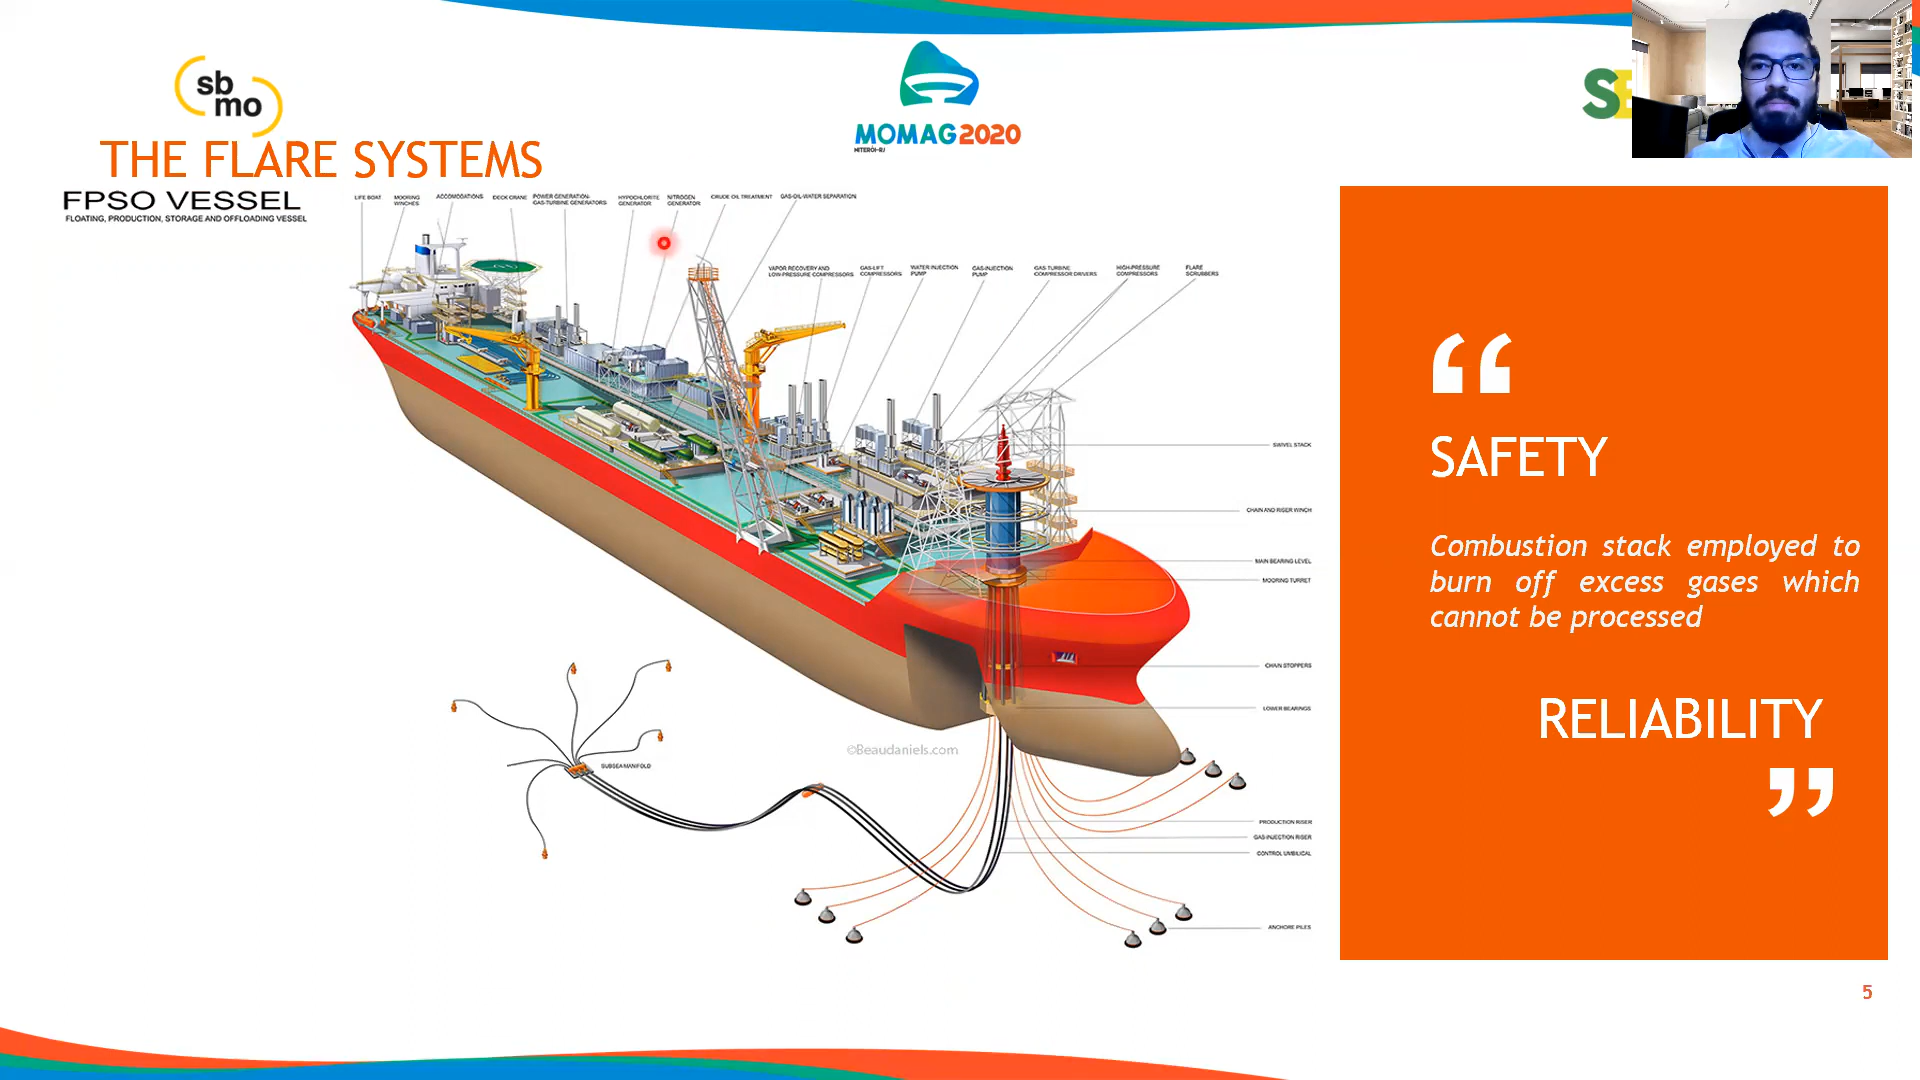 sb
mo
THE FLARE SYSTEMS
MOMAG2020
NITERÓI-RJ
SE
FPSO VESSEL
FLOATING, PRODUCTION, STORAGE AND OFFLOADING VESSEL
LIFE BOAT
MOORING
WINCHES
ACCOMODATIONS
DECK CRANE
POWER GENERATION-
GAS-TURBINE GENERATORS
HYPOCHLORITE
GENERATOR
NITROGEN
GENERATOR
CRUDE OIL TREATMENT
GAS-OIL-WATER SEPARATION
VAPOR RECOVERY AND
LOW-PRESSURE COMPRESSORS
GAS-LIFT
COMPRESSORS
WATER INJECTION
PUMP
GAS-INJECTION
PUMP
GAS-TURBINE
COMPRESSOR DRIVERS
HIGH-PRESSURE
COMPRESSORS
FLARE
SCRUBBERS
SWIVEL STACK
CHAIN AND RISER WINCH
MAIN BEARING LEVEL
MOORING TURRET
CHAIN STOPPERS
LOWER BEARINGS
SUBSEA MANIFOLD
©Beaudaniels.com
PRODUCTION RISER
GAS INJECTION RISER
CONTROL UMBILICAL
ANCHORE PILES
“
SAFETY
Combustion stack employed to
burn off excess gases which
cannot be processed
RELIABILITY
”
5